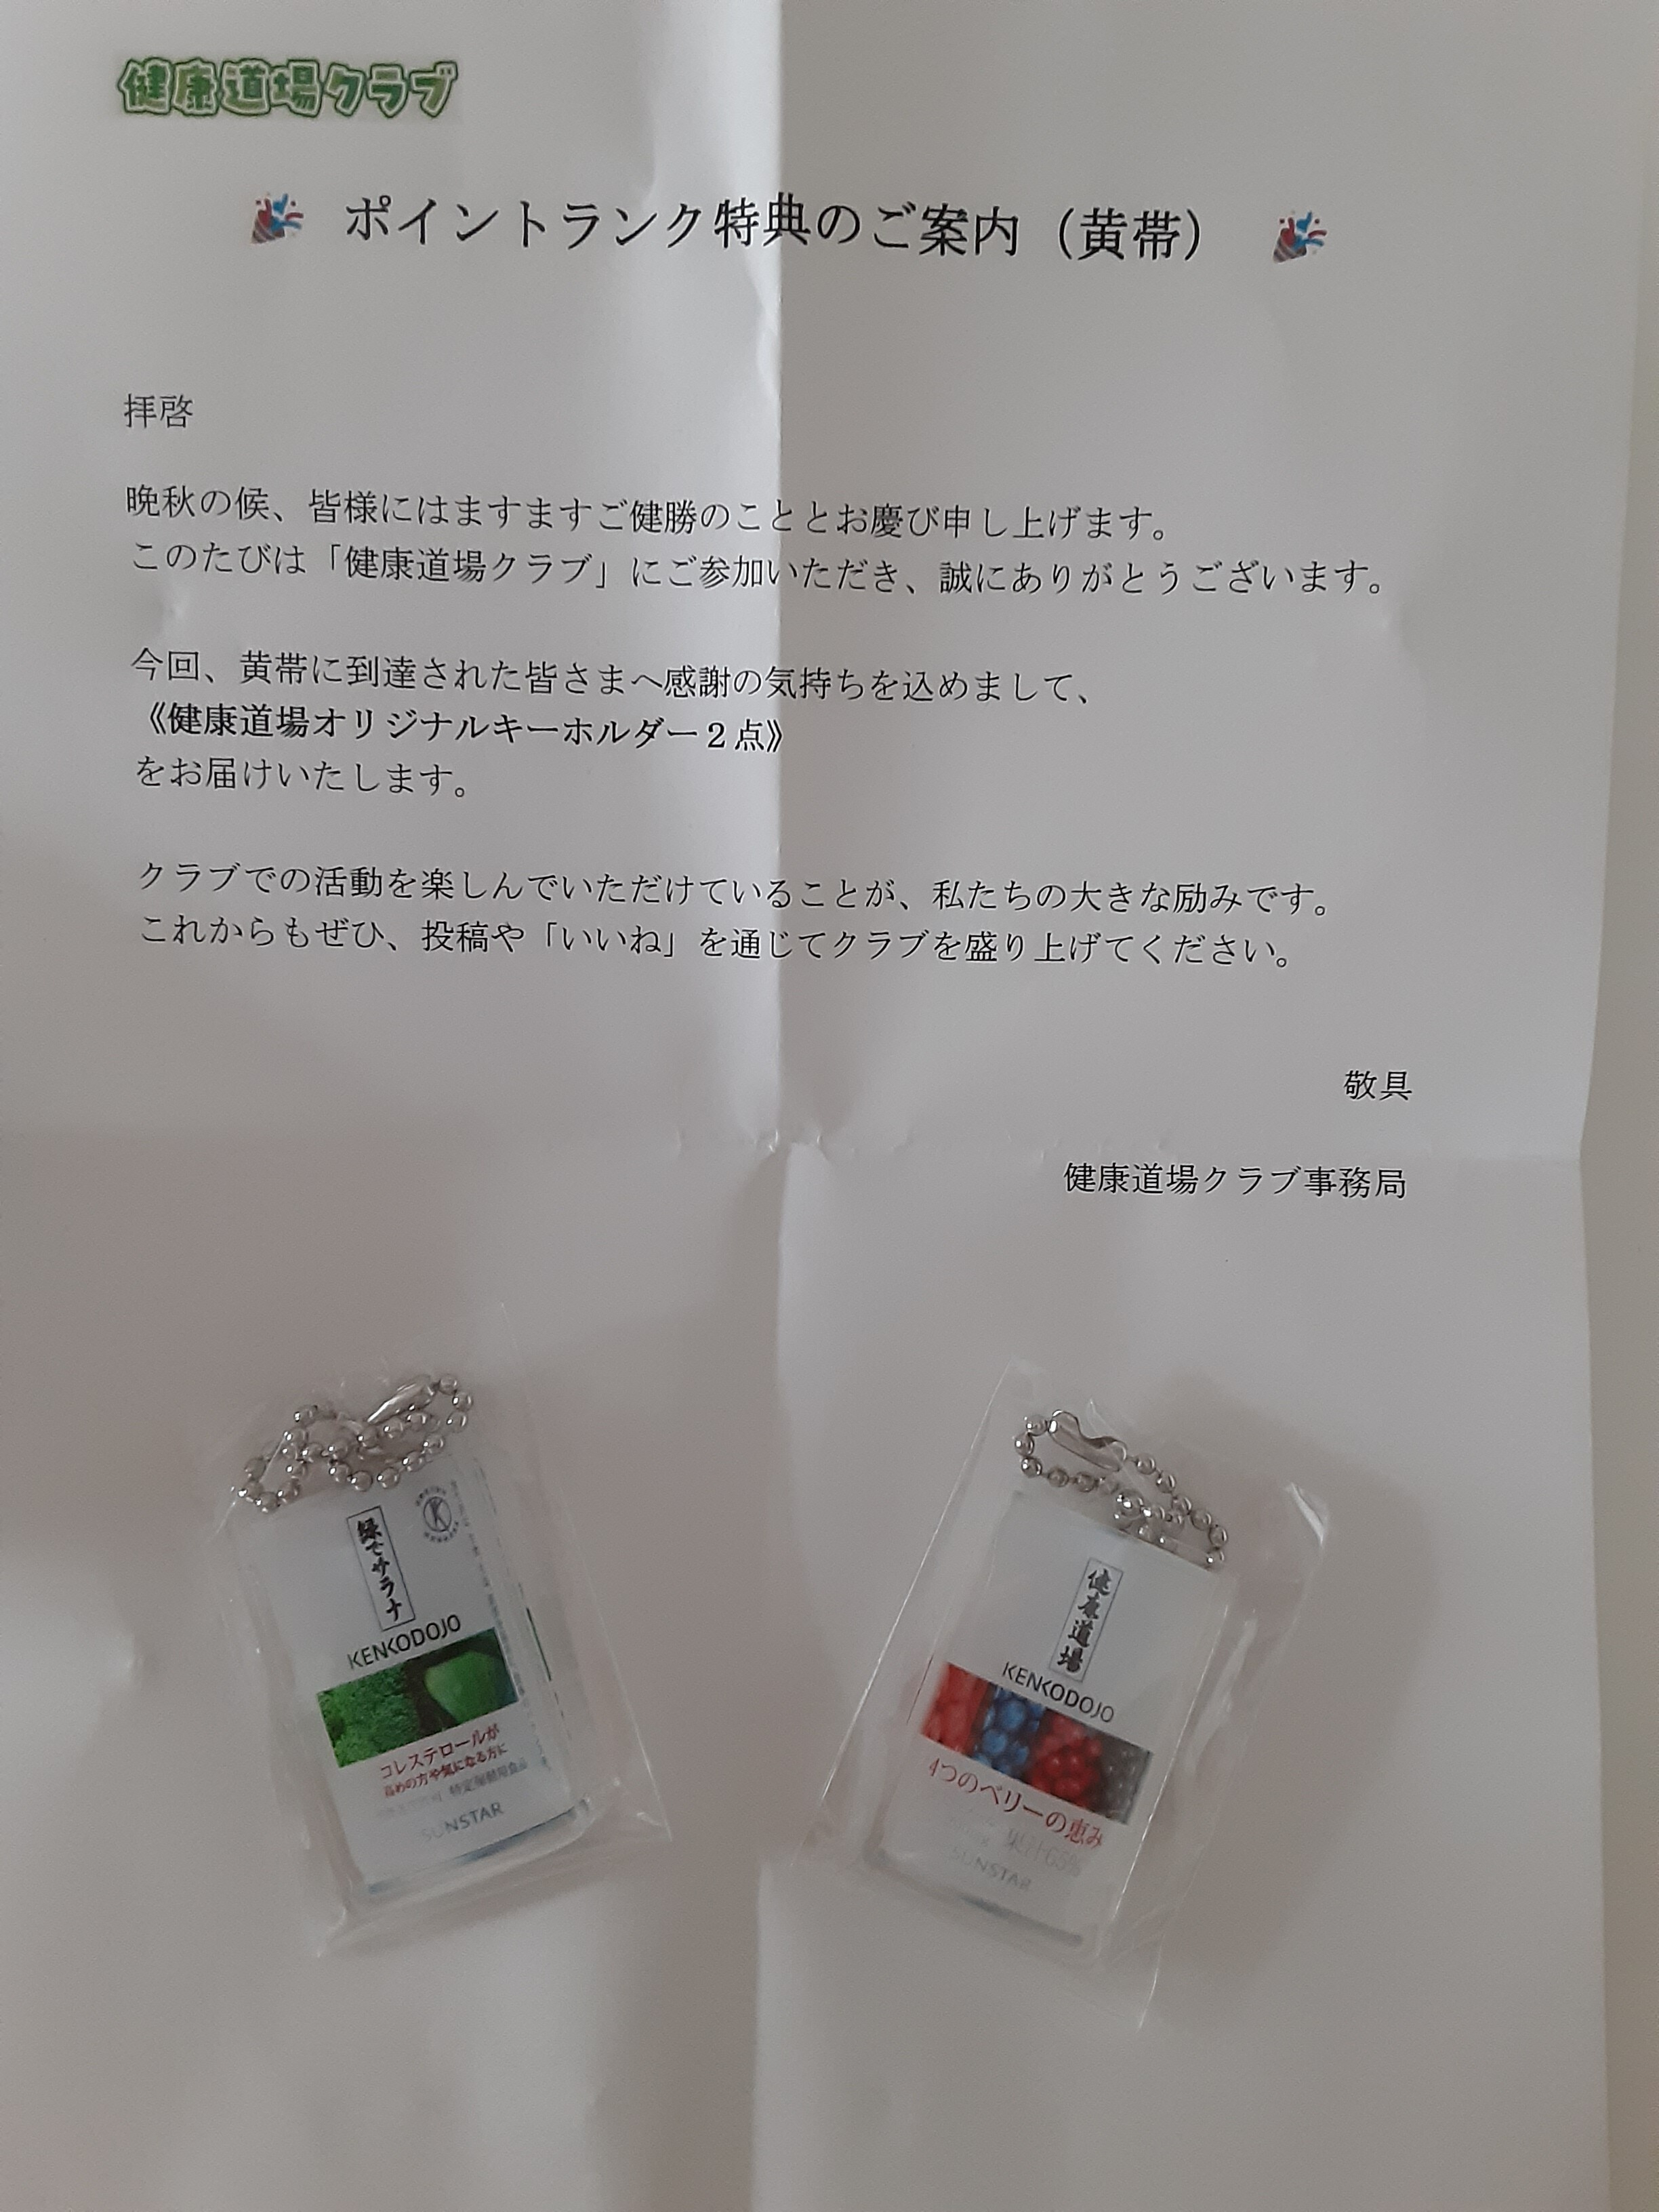 健康道場クラブ
ポイントランク特典のご案内（黄帯）
拝啓
晩秋の候、皆様にはますますご健勝のこととお慶び申し上げます。
このたびは「健康道場クラブ」にご参加いただき、誠にありがとうございます。
今回、黄帯に到達された皆さまへ感謝の気持ちを込めまして、
《健康道場オリジナルキーホルダー２点》
をお届けいたします。
クラブでの活動を楽しんでいただけていることが、私たちの大きな励みです。
これからもぜひ、投稿や「いいね」を通じてクラブを盛り上げてください。
敬具
健康道場クラブ事務局
緑でサラナ
KENKODOJO
コレステロールが
高めの方や気になる方に
特定保健用食品
SUNSTAR
健康道場
KENKODOJO
4つのベリーの恵み
果汁65%
SUNSTAR